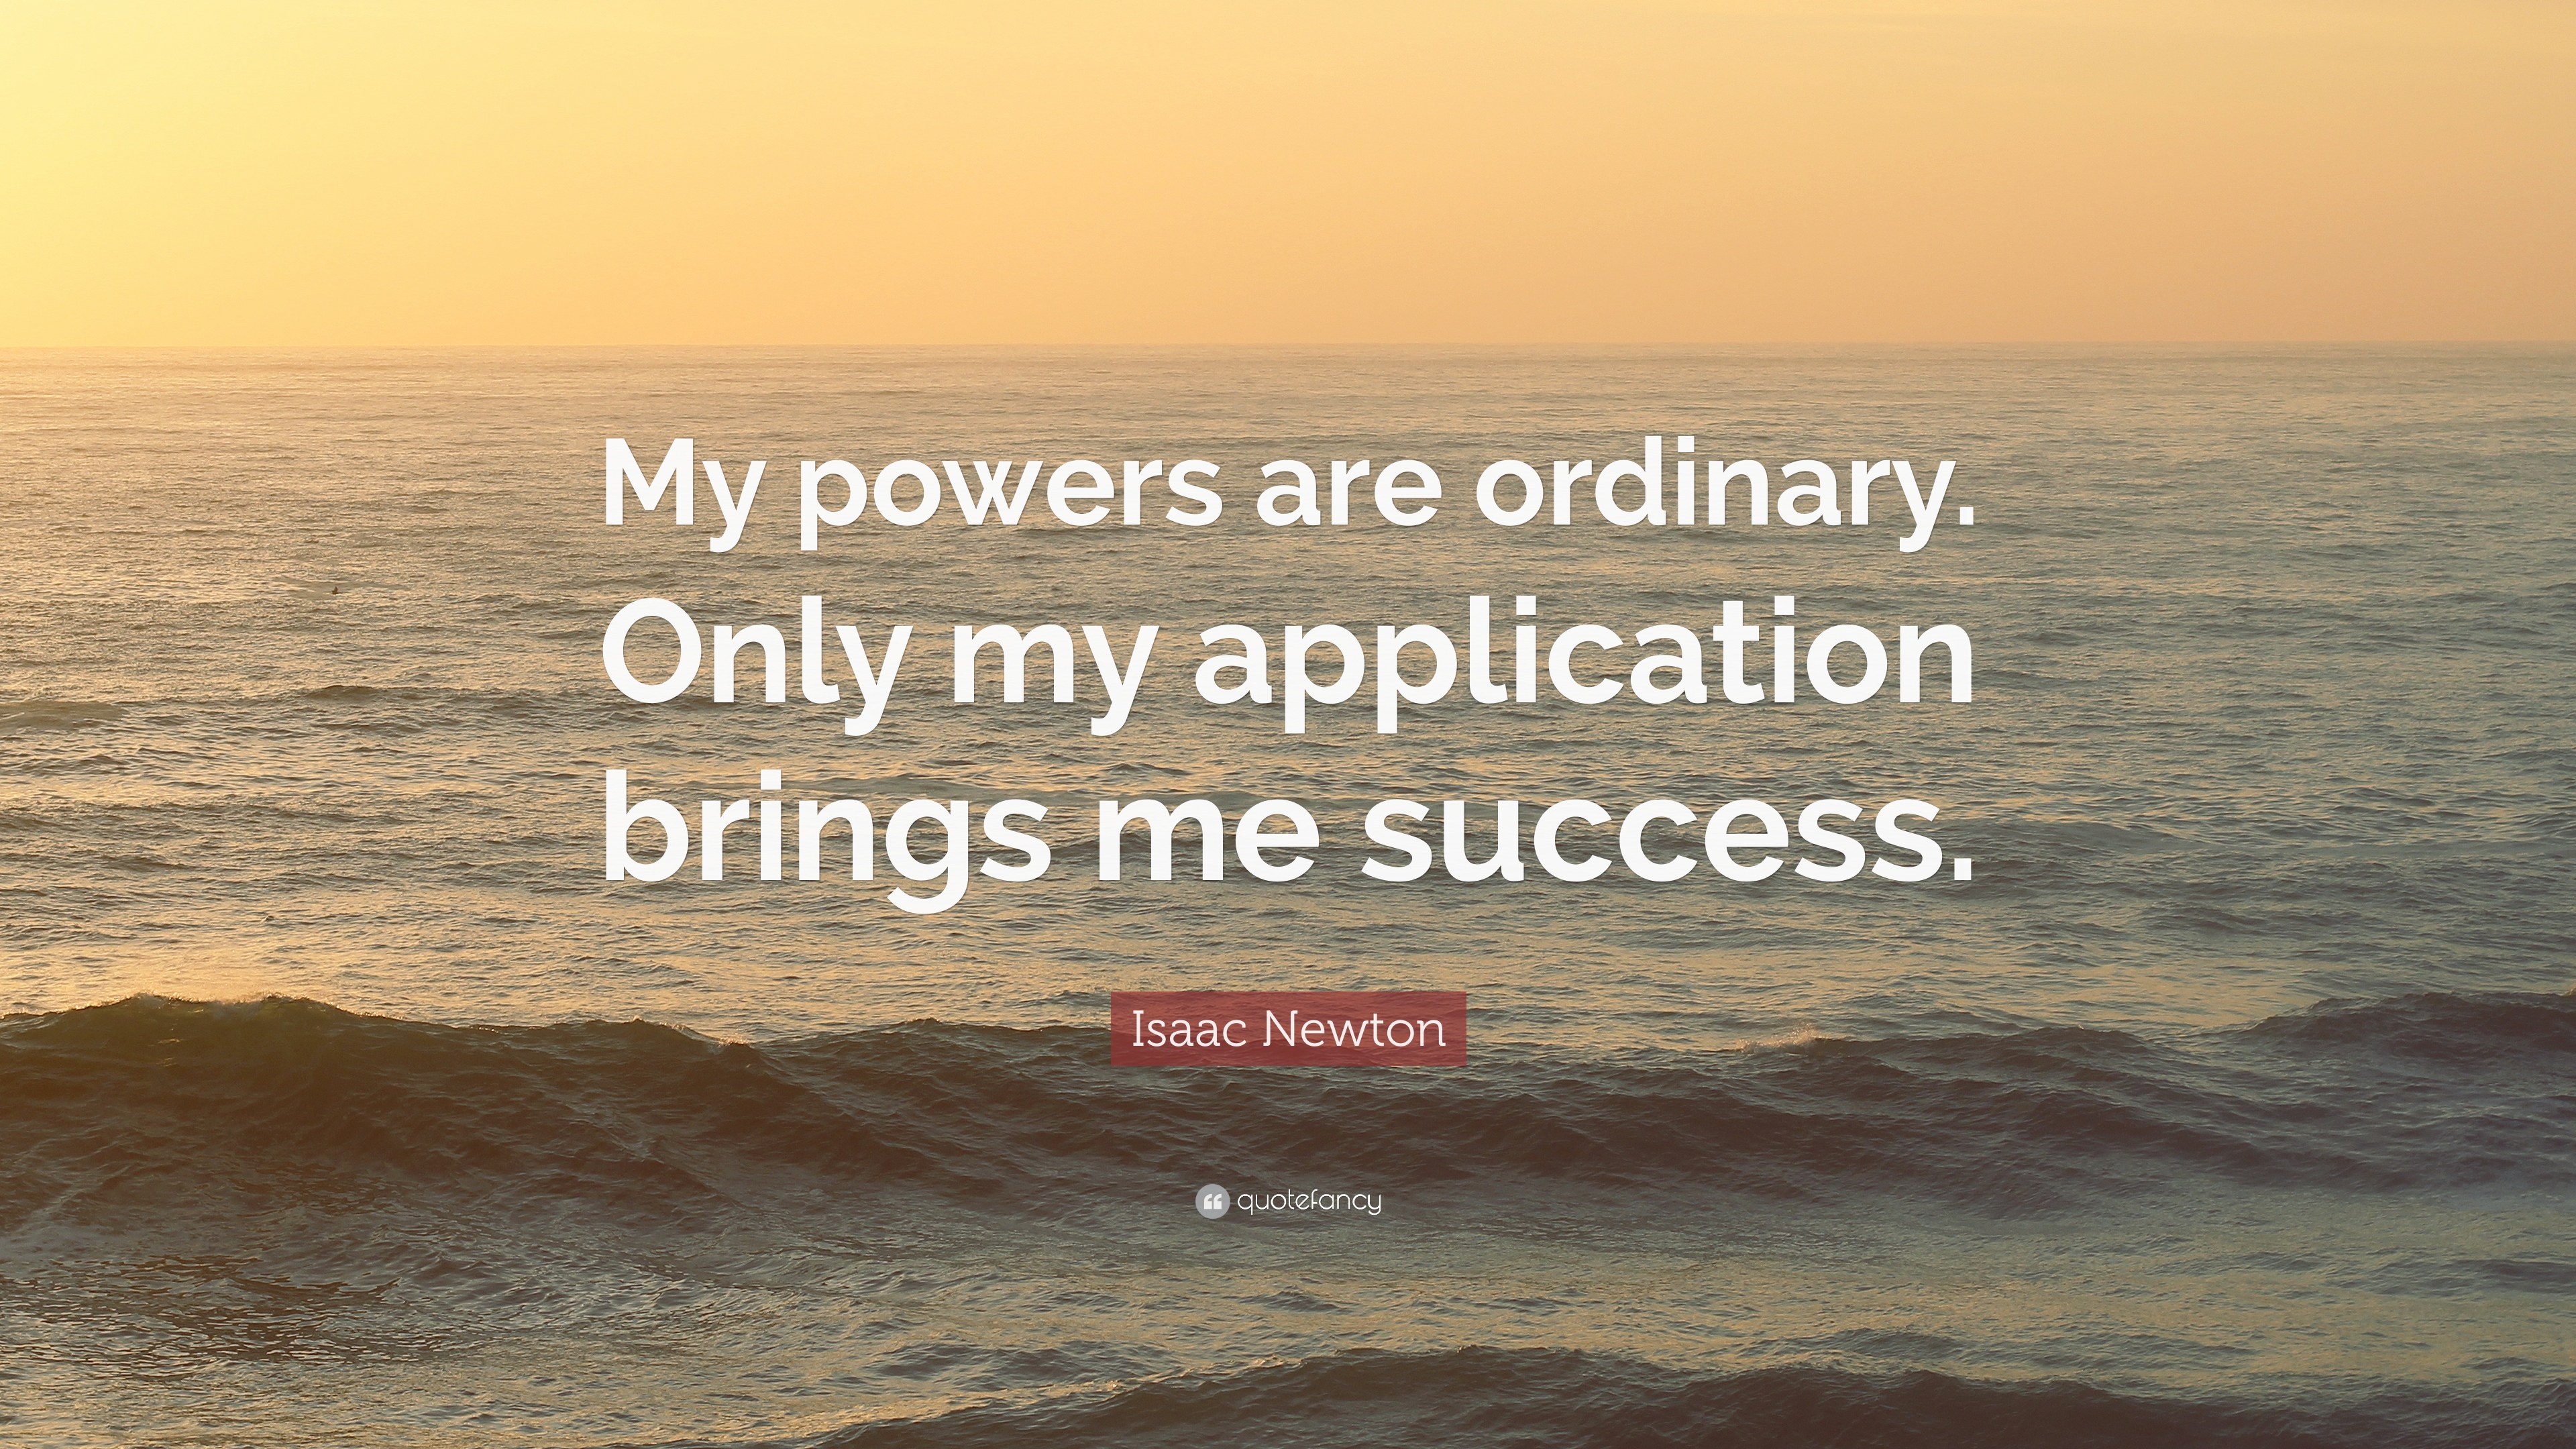 My powers are ordinary.
Only my application
brings me success.
Isaac Newton
quotefancy